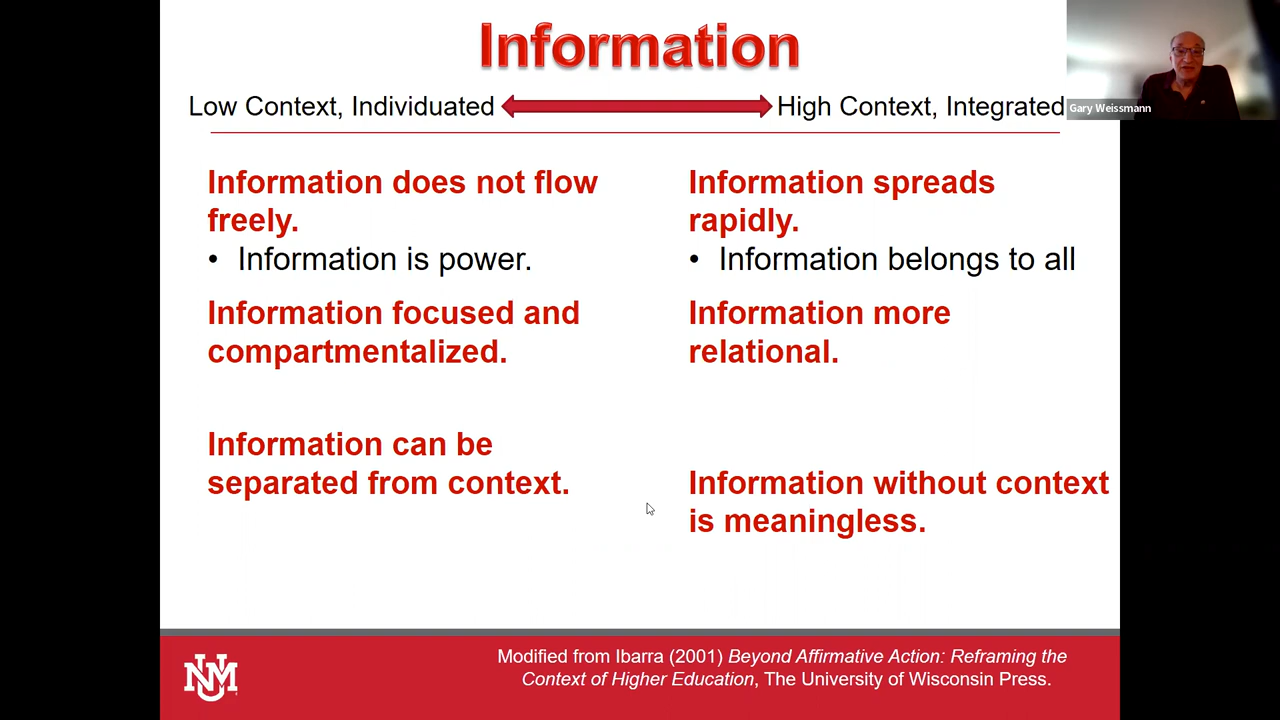 Information
Low Context, Individuated
High Context, Integrated
Gary Weissmann
Information does not flow
freely.
• Information is power.
Information focused and
compartmentalized.
Information can be
separated from context.
Information spreads
rapidly.
• Information belongs to all
Information more
relational.
Information without context
is meaningless.
UNM
Modified from Ibarra (2001) Beyond Affirmative Action: Reframing the
Context of Higher Education, The University of Wisconsin Press.